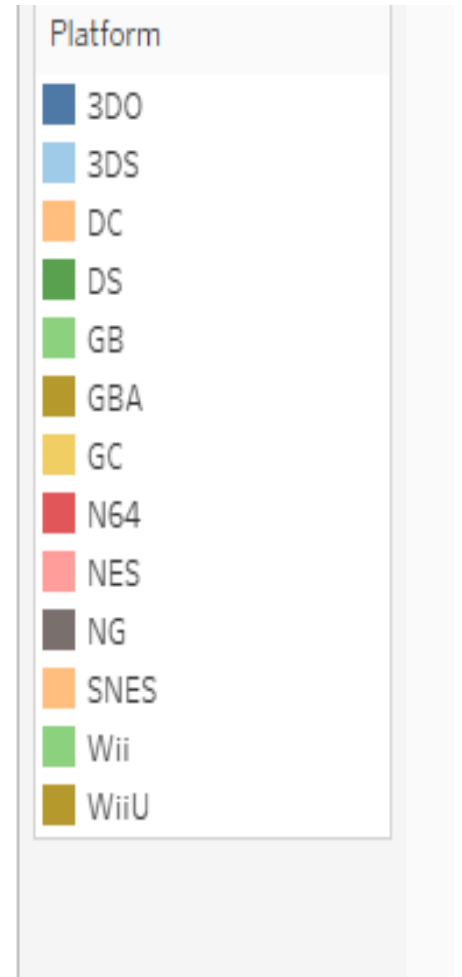 Platform
3DO
3DS
DC
DS
GB
GBA
GC
N64
NES
NG
SNES
Wii
WiiU